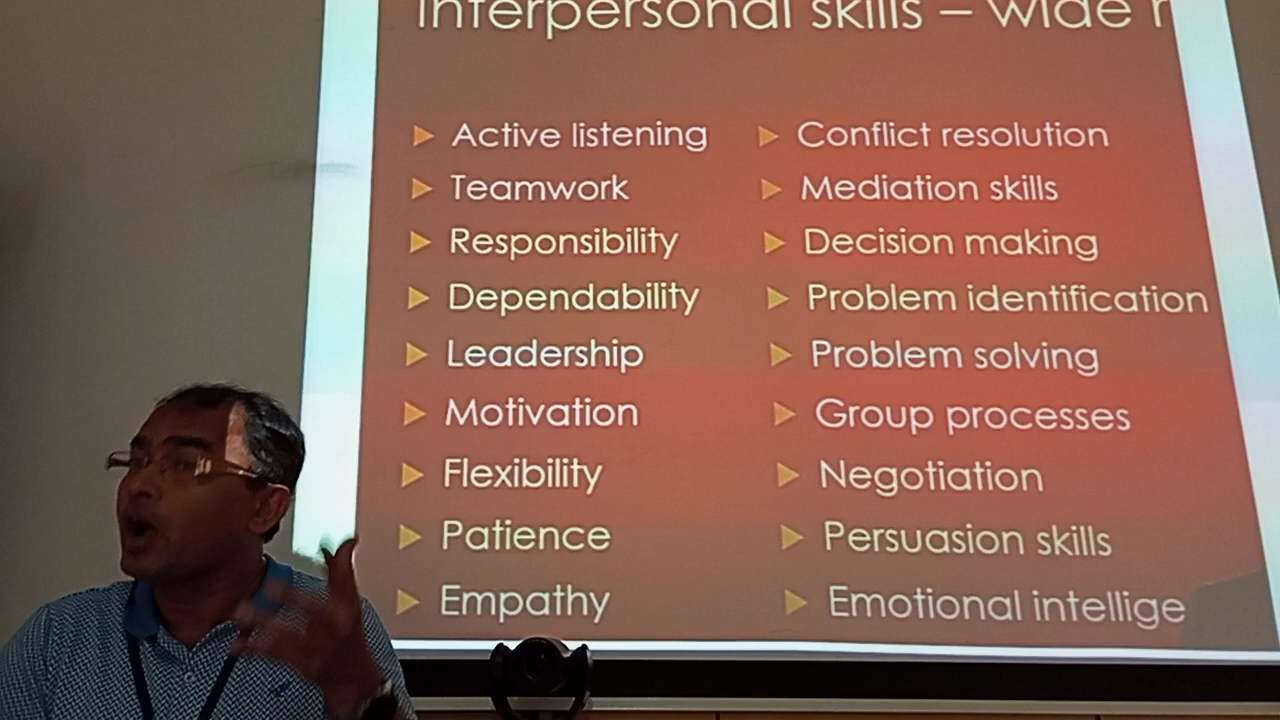 Interpersonal skills – wide r
Active listening
Teamwork
Responsibility
Dependability
Leadership
Motivation
Flexibility
Patience
Empathy
Conflict resolution
Mediation skills
Decision making
Problem identification
Problem solving
Group processes
Negotiation
Persuasion skills
Emotional intellige